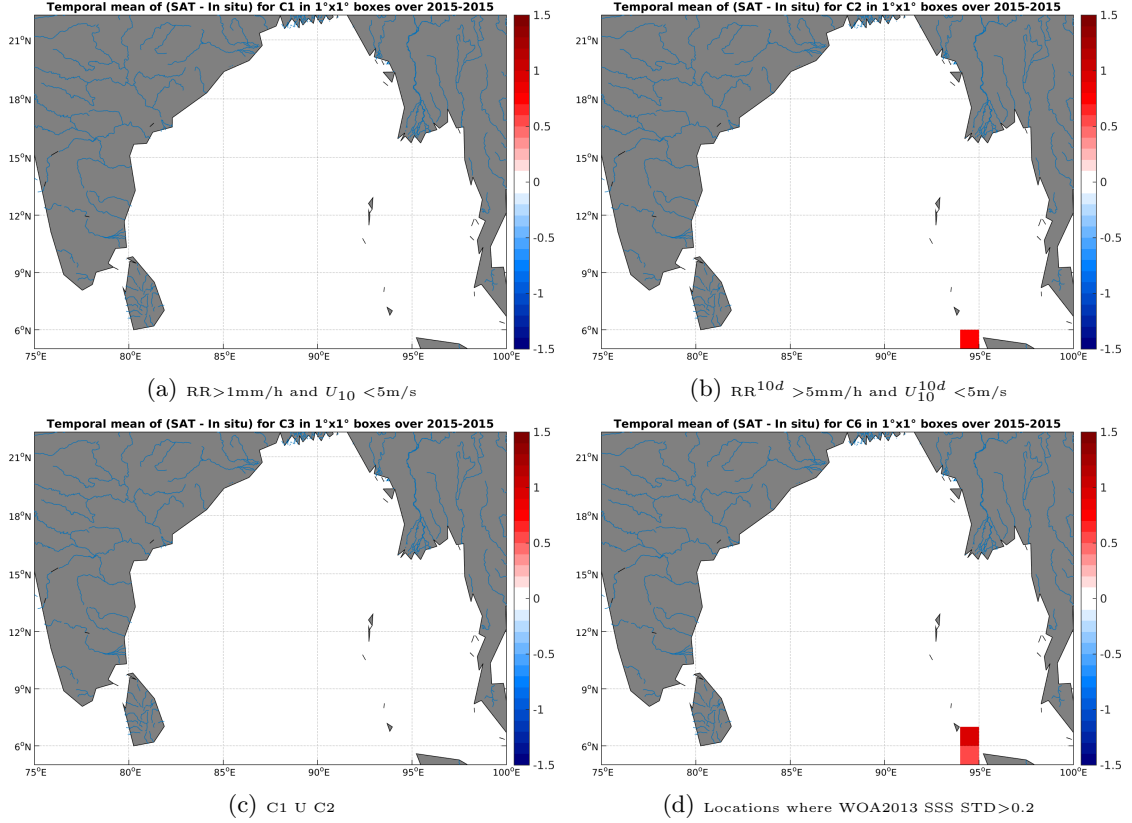 Temporal mean of (SAT - In situ) for C1 in 1°x1° boxes over 2015-2015
21°N
18°N
15°N
12°N
9°N
6°N
75°E 80°E 85°E 90°E 95°E 100°E
1.5
1
0.5
0
-0.5
-1
-1.5
(a) RR>1mm/h and U10 <5m/s
Temporal mean of (SAT - In situ) for C2 in 1°x1° boxes over 2015-2015
21°N
18°N
15°N
12°N
9°N
6°N
75°E 80°E 85°E 90°E 95°E 100°E
1.5
1
0.5
0
-0.5
-1
-1.5
(b) RR^10d >5mm/h and U10^10d <5m/s
Temporal mean of (SAT - In situ) for C3 in 1°x1° boxes over 2015-2015
21°N
18°N
15°N
12°N
9°N
6°N
75°E 80°E 85°E 90°E 95°E 100°E
1.5
1
0.5
0
-0.5
-1
-1.5
(c) C1 U C2
Temporal mean of (SAT - In situ) for C6 in 1°x1° boxes over 2015-2015
21°N
18°N
15°N
12°N
9°N
6°N
75°E 80°E 85°E 90°E 95°E 100°E
1.5
1
0.5
0
-0.5
-1
-1.5
(d) Locations where WOA2013 SSS STD>0.2